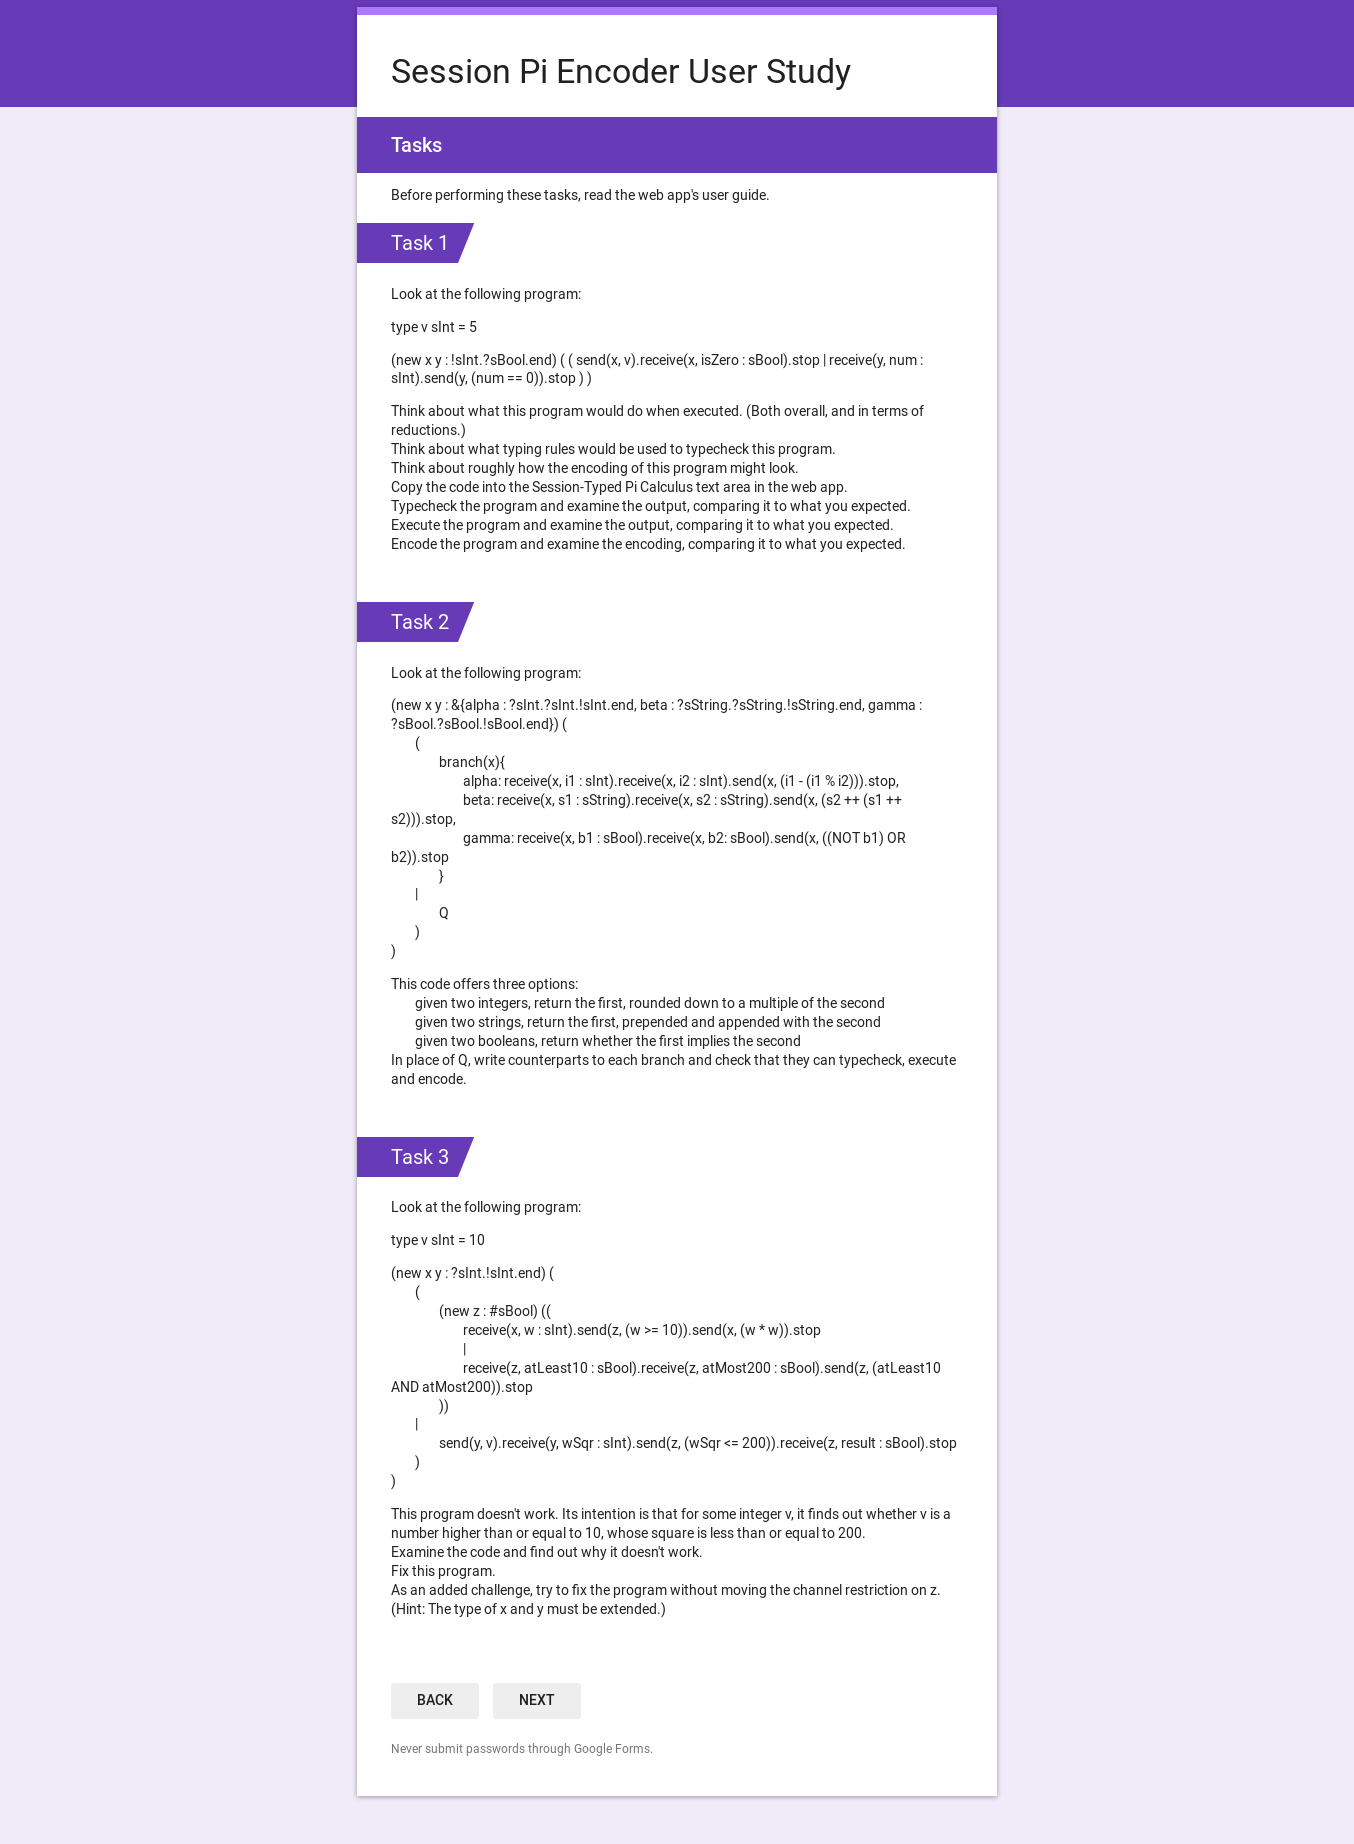 Session Pi Encoder User Study
Tasks
Before performing these tasks, read the web app's user guide.
Task 1
Look at the following program:
type v sInt = 5
(new x y : !sInt.?sBool.end) ( ( send(x, v).receive(x, isZero : sBool).stop | receive(y, num :
sInt).send(y, (num == 0)).stop ) )
Think about what this program would do when executed. (Both overall, and in terms of
reductions.)
Think about what typing rules would be used to typecheck this program.
Think about roughly how the encoding of this program might look.
Copy the code into the Session-Typed Pi Calculus text area in the web app.
Typecheck the program and examine the output, comparing it to what you expected.
Execute the program and examine the output, comparing it to what you expected.
Encode the program and examine the encoding, comparing it to what you expected.
Task 2
Look at the following program:
(new x y : &{alpha : ?sInt.?sInt.!sInt.end, beta : ?sString.?sString.!sString.end, gamma :
?sBool.?sBool.!sBool.end}) (
(
branch(x){
alpha: receive(x, i1 : sInt).receive(x, i2 : sInt).send(x, (i1 - (i1 % i2))).stop,
beta: receive(x, s1 : sString).receive(x, s2 : sString).send(x, (s2 ++ (s1 ++
s2))).stop,
gamma: receive(x, b1 : sBool).receive(x, b2: sBool).send(x, ((NOT b1) OR
b2)).stop
}
|
Q
)
)
This code offers three options:
given two integers, return the first, rounded down to a multiple of the second
given two strings, return the first, prepended and appended with the second
given two booleans, return whether the first implies the second
In place of Q, write counterparts to each branch and check that they can typecheck, execute
and encode.
Task 3
Look at the following program:
type v sInt = 10
(new x y : ?sInt.!sInt.end) (
(
(new z : #sBool) ((
receive(x, w : sInt).send(z, (w >= 10)).send(x, (w * w)).stop
|
receive(z, atLeast10 : sBool).receive(z, atMost200 : sBool).send(z, (atLeast10
AND atMost200)).stop
))
|
send(y, v).receive(y, wSqr : sInt).send(z, (wSqr <= 200)).receive(z, result : sBool).stop
)
)
This program doesn't work. Its intention is that for some integer v, it finds out whether v is a
number higher than or equal to 10, whose square is less than or equal to 200.
Examine the code and find out why it doesn't work.
Fix this program.
As an added challenge, try to fix the program without moving the channel restriction on z.
(Hint: The type of x and y must be extended.)
BACK
NEXT
Never submit passwords through Google Forms.